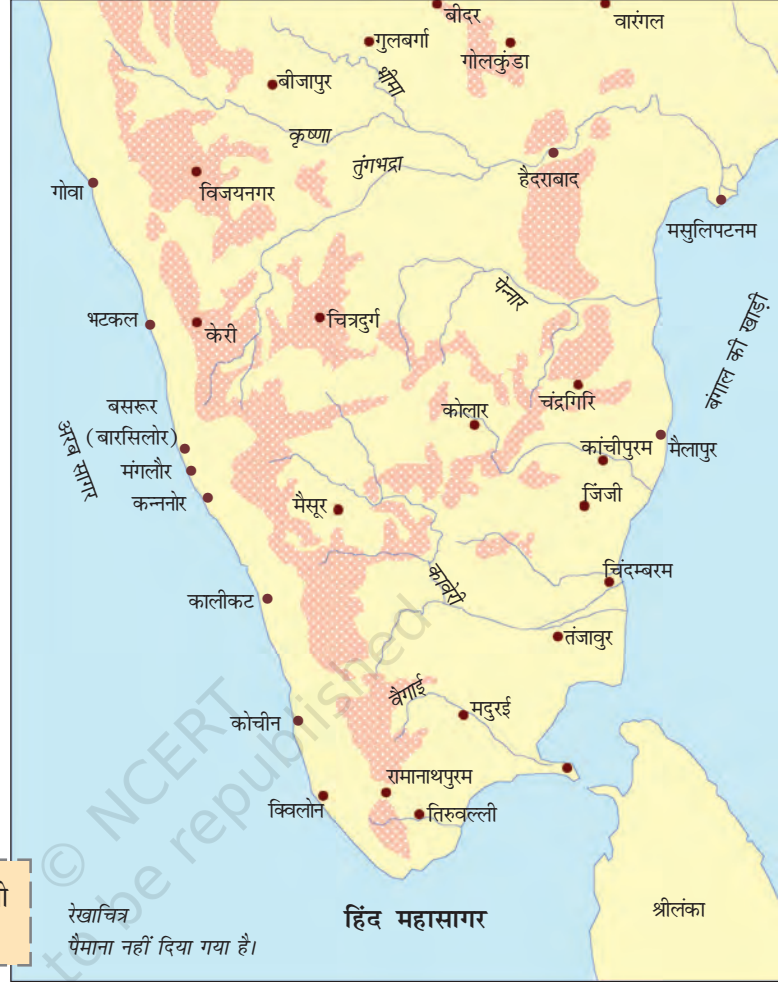 बीदर
वारंगल
गुलबर्गा
गोलकुंडा
भीमा
बीजापुर
कृष्णा
तुंगभद्रा
हैदराबाद
गोवा
विजयनगर
मसुलिपटनम
पेन्नार
भटकल
केरी
चित्रदुर्ग
बंगाल की खाड़ी
चंद्रगिरि
बसरूर
(बारसिलोर)
कोलार
अरब सागर
कांचीपुरम
मैलापुर
मंगलौर
कन्ननोर
मैसूर
जिंजी
कावेरी
चिंदम्बरम
कालीकट
तंजावुर
वैगाई
कोचीन
मदुरई
रामानाथपुरम
क्विलोन
तिरुवल्ली
© NCERT
to be republished
ी
रेखाचित्र
पैमाना नहीं दिया गया है।
हिंद महासागर
श्रीलंका